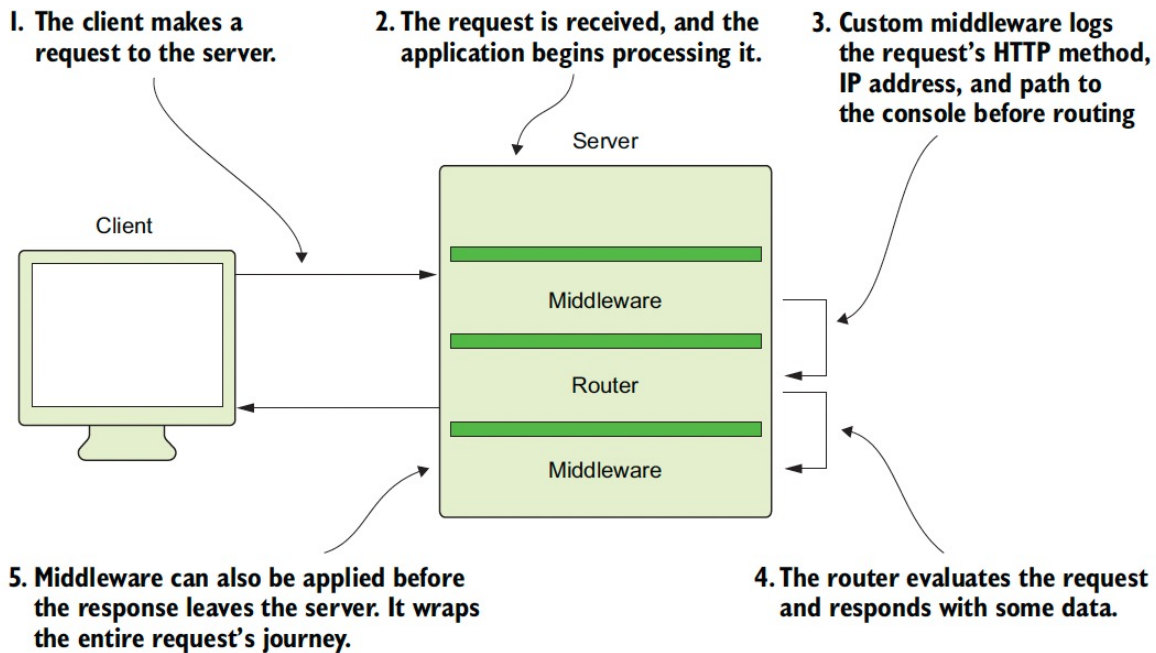 1. The client makes a
request to the server.
2. The request is received, and the
application begins processing it.
3. Custom middleware logs
the request's HTTP method,
IP address, and path to
the console before routing
Server
Client
Middleware
Router
Middleware
5. Middleware can also be applied before
the response leaves the server. It wraps
the entire request's journey.
4. The router evaluates the request
and responds with some data.